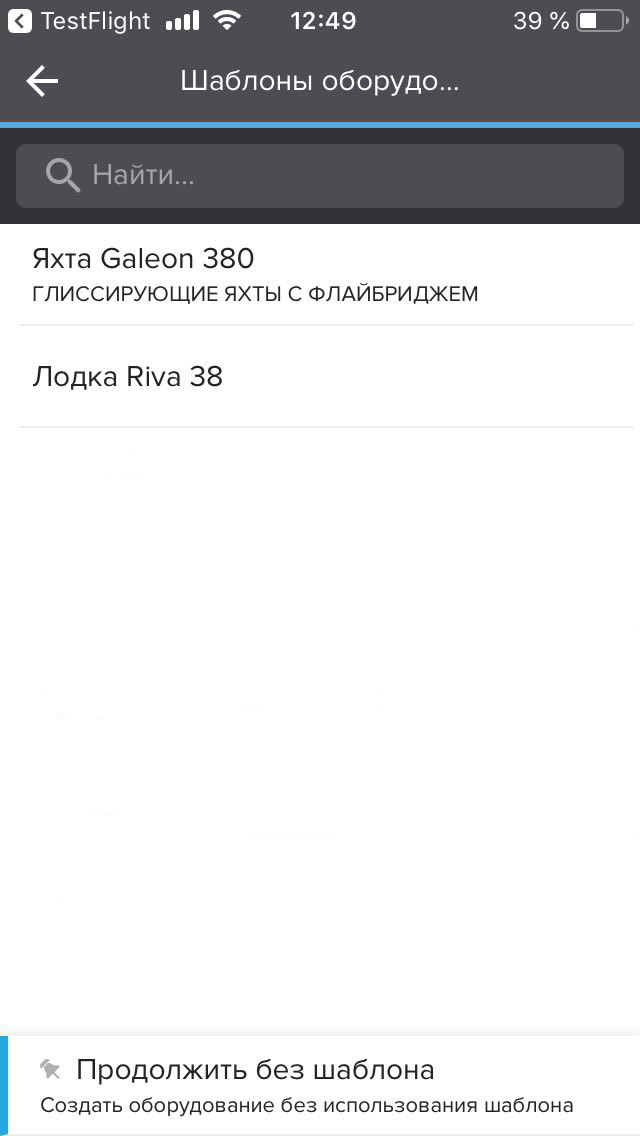 TestFlight 12:49 39 %
Шаблоны оборудо...
Найти...
Яхта Galeon 380
ГЛИССИРУЮЩИЕ ЯХТЫ С ФЛАЙБРИДЖЕМ
Лодка Riva 38
Продолжить без шаблона
Создать оборудование без использования шаблона